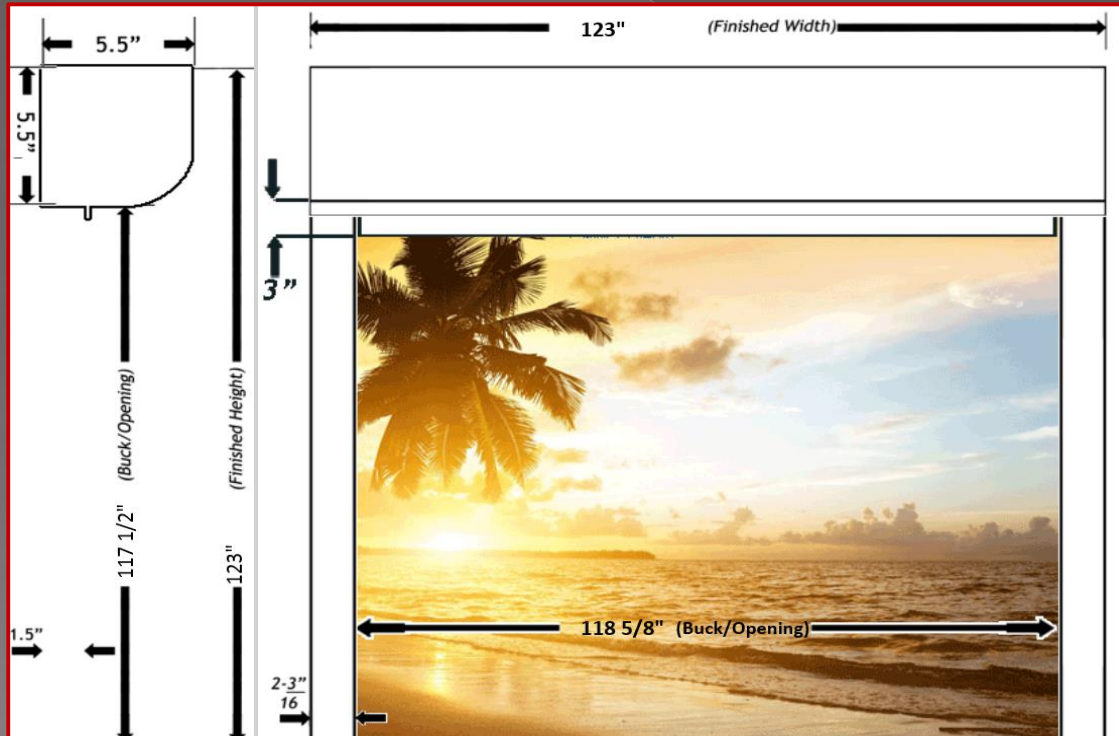 5.5”
5.5”
(Buck/Opening)
117 1/2"
(Finished Height)
123"
1.5”
123" (Finished Width)
3”
118 5/8" (Buck/Opening)
2-3”
16